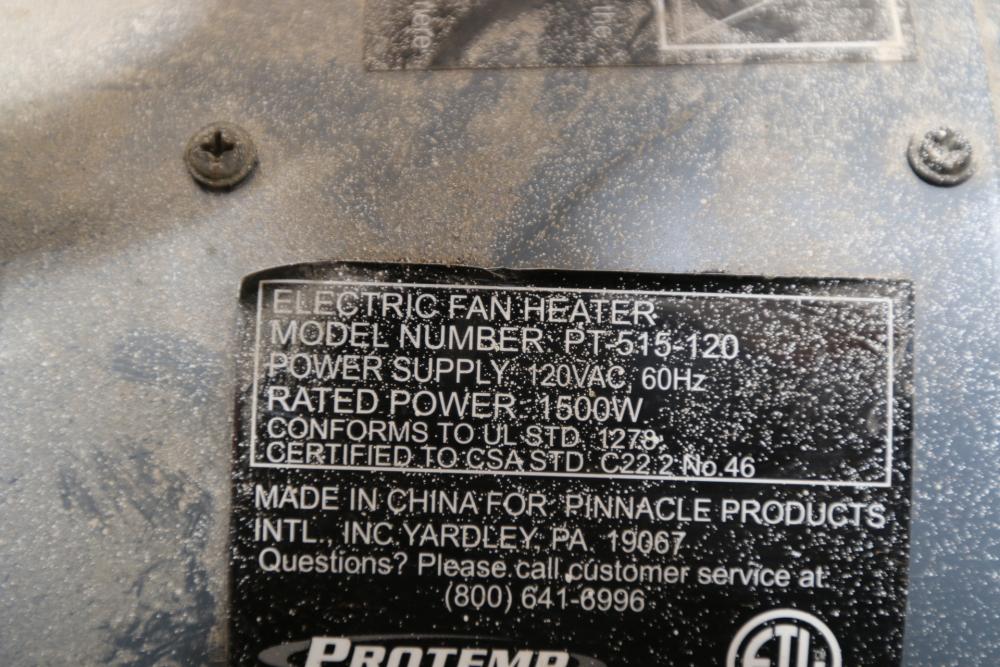 ELECTRIC FAN HEATER
MODEL NUMBER: PT-515-120
POWER SUPPLY: 120VAC, 60Hz
RATED POWER: 1500W
CONFORMS TO UL STD. 1278
CERTIFIED TO CSA STD. C22.2 No.46
MADE IN CHINA FOR: PINNACLE PRODUCTS
INTL., INC. YARDLEY, PA 19067
Questions? Please call customer service at:
(800) 641-6996
PROTEMP
ETL